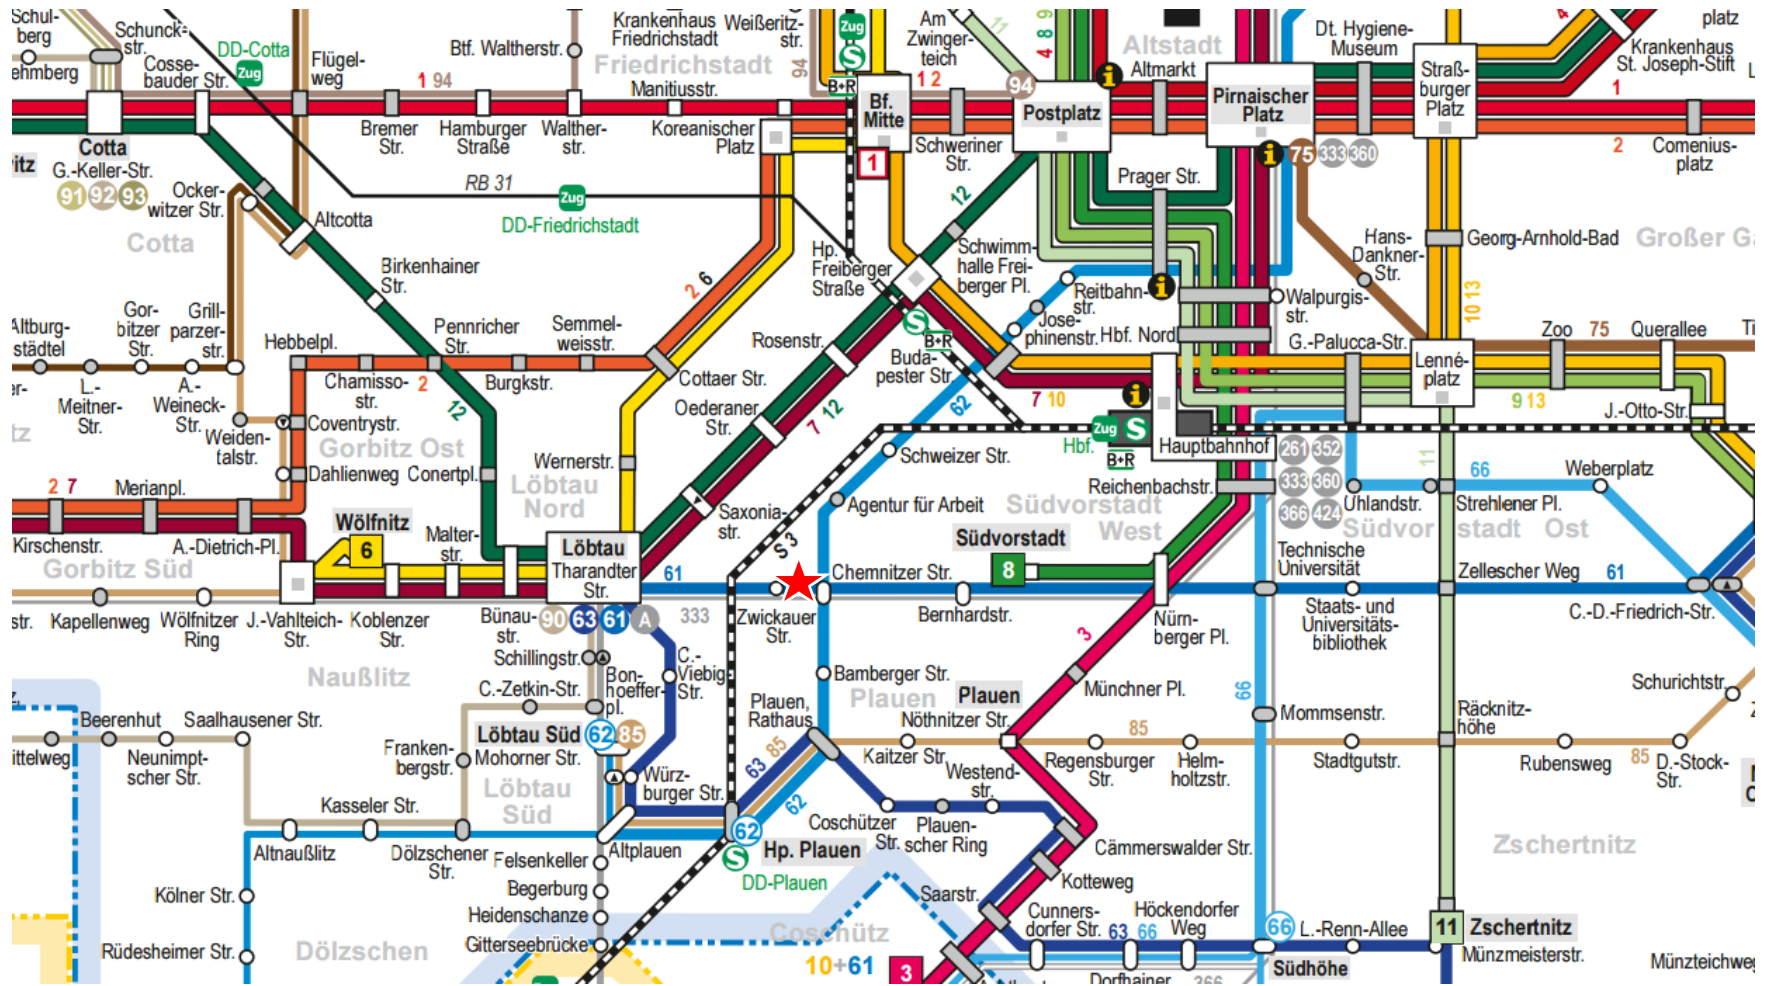 Schul-
berg
Schunck-
str.
DD-Cotta
Zug
Flügel-
weg
Btf. Waltherstr.
Krankenhaus
Friedrichstadt
Weißeritz-
str.
Friedrichstadt
94
Zug
S
B+R
Am
Zwinger-
teich
11
4 8 9
Altstadt
Altmarkt
Dt. Hygiene-
Museum
4
platz
Krankenhaus
St. Joseph-Stift
Cosse-
bauder Str.
1 94
Manitiusstr.
Bf.
Mitte
1
1 2
94
Postplatz
i
Pirnaischer
Platz
Straß-
burger
Platz
1
2
Comenius-
platz
Cotta
G.-Keller-Str.
91 92 93
Bremer
Str.
Hamburger
Straße
Walther-
str.
Koreanischer
Platz
Schweriner
Str.
i
75 333 360
Prager Str.
i
Ocker-
witzer Str.
Altcotta
Cotta
RB 31
Zug
DD-Friedrichstadt
12
Hp.
Freiberger
Straße
S
B+R
Schwimm-
halle Frei-
berger Pl.
Reitbahn-
str.
Jose-
phinenstr.
Hbf. Nord
Walpurgis-
str.
Hans-
Dankner-
Str.
Georg-Arnhold-Bad
Großer Ga
10 13
Birkenhainer
Str.
2 6
Altburg-
städtel
Gor-
bitzer
Str.
Grill-
parzer-
str.
Hebbelpl.
Pennricher
Str.
Semmel-
weisstr.
Rosenstr.
Buda-
pester Str.
G.-Palucca-Str.
Lenné-
platz
Zoo
75
Querallee
Ti
L.-
Meitner-
Str.
A.-
Weineck-
Str.
Chamisso-
str.
2
12
Burgkstr.
Cottaer Str.
62
7 10
i
9 13
J.-Otto-Str.
Weiden-
talstr.
Coventrystr.
Gorbitz Ost
Oederaner
Str.
7 12
Hbf.
Zug
S
B+R
Hauptbahnhof
261 352
333 360
366 424
11
Dahlienweg
Conertpl.
Wernerstr.
Löbtau
Nord
Schweizer Str.
Agentur für Arbeit
Südvorstadt
West
Reichenbachstr.
Uhlandstr.
66
Strehlener Pl.
Weberplatz
Südvorstadt Ost
2 7
Merianpl.
Kirschenstr.
A.-Dietrich-Pl.
Gorbitz Süd
Wölfnitz
6
Malter-
str.
Löbtau
Tharandter
Str.
Saxonia-
str.
S 3
Südvorstadt
8
Technische
Universität
Zellescher Weg
61
C.-D.-Friedrich-Str.
61
Chemnitzer Str.
Bernhardstr.
Zwickauer
Str.
Nürn-
berger Pl.
Staats- und
Universitäts-
bibliothek
str.
Kapellenweg
Wölfnitzer
Ring
J.-Vahlteich-
Str.
Koblenzer
Str.
Bünau-
str.
90 63 61 A
333
Naußlitz
Schillingstr.
C.-Zetkin-Str.
Bon-
hoeffer-
pl.
C.-
Viebig-
Str.
Bamberger Str.
Plauen,
Rathaus
Plauen
Plauen
3
Münchner Pl.
66
Mommsenstr.
Räcknitz-
höhe
Schurichtstr.
Beerenhut
Saalhausener Str.
ittelweg
Neunimpt-
scher Str.
Franken-
bergstr.
Löbtau Süd
62 85
Mohorner Str.
Löbtau
Süd
Würz-
burger Str.
63
85
62
Nöthnitzer Str.
Kaitzer Str.
Westend-
str.
85
Regensburger
Str.
Helm-
holtzstr.
Stadtgutstr.
Rubensweg
85
D.-Stock-
Str.
Kasseler Str.
Altnaußlitz
Dölzschener
Str.
Altplauen
62
Hp. Plauen
S
DD-Plauen
Coschützer
Str.
Plauen-
scher Ring
Cämmerswalder Str.
Kotteweg
Zschertnitz
Felsenkeller
Begerburg
Heidenschanze
Gitterseebrücke
Kölner Str.
Rüdesheimer Str.
Dölzschen
Coschütz
10+61
3
Saarstr.
Cunners-
dorfer Str.
63 66
Höckendorfer
Weg
66
L.-Renn-Allee
Südhöhe
11
Zschertnitz
Münzmeisterstr.
Münzteichweg
Dorfhainer
366